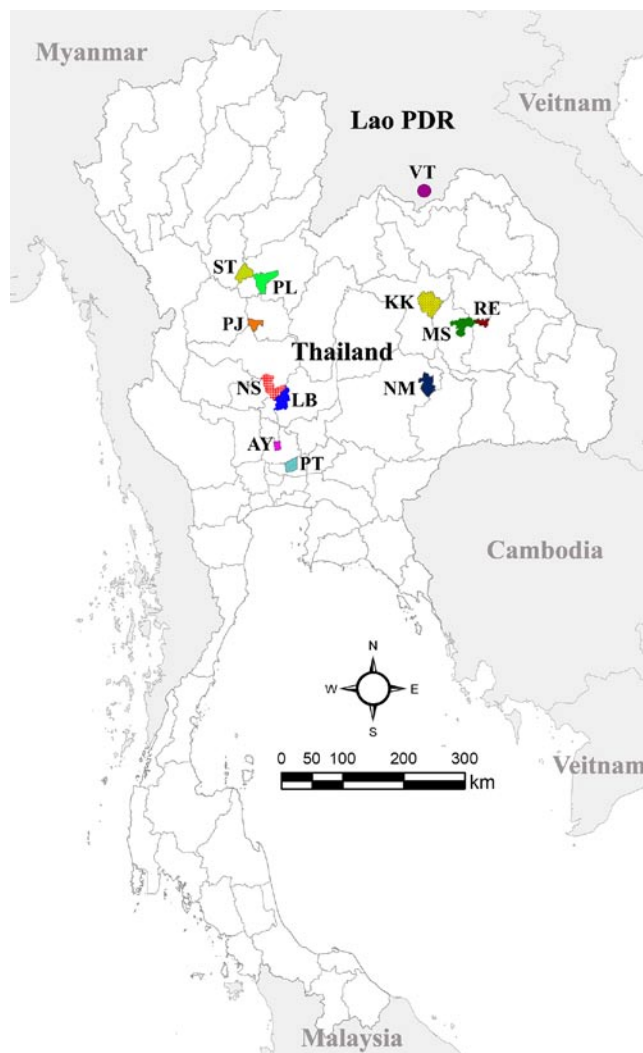 Myanmar
Veitnam
Lao PDR
VT
ST
PL
KK
RE
PJ
MS
Thailand
NS
LB
NM
AY
PT
Cambodia
N
W E
S
0 50 100 200 300
km
Veitnam
Malaysia